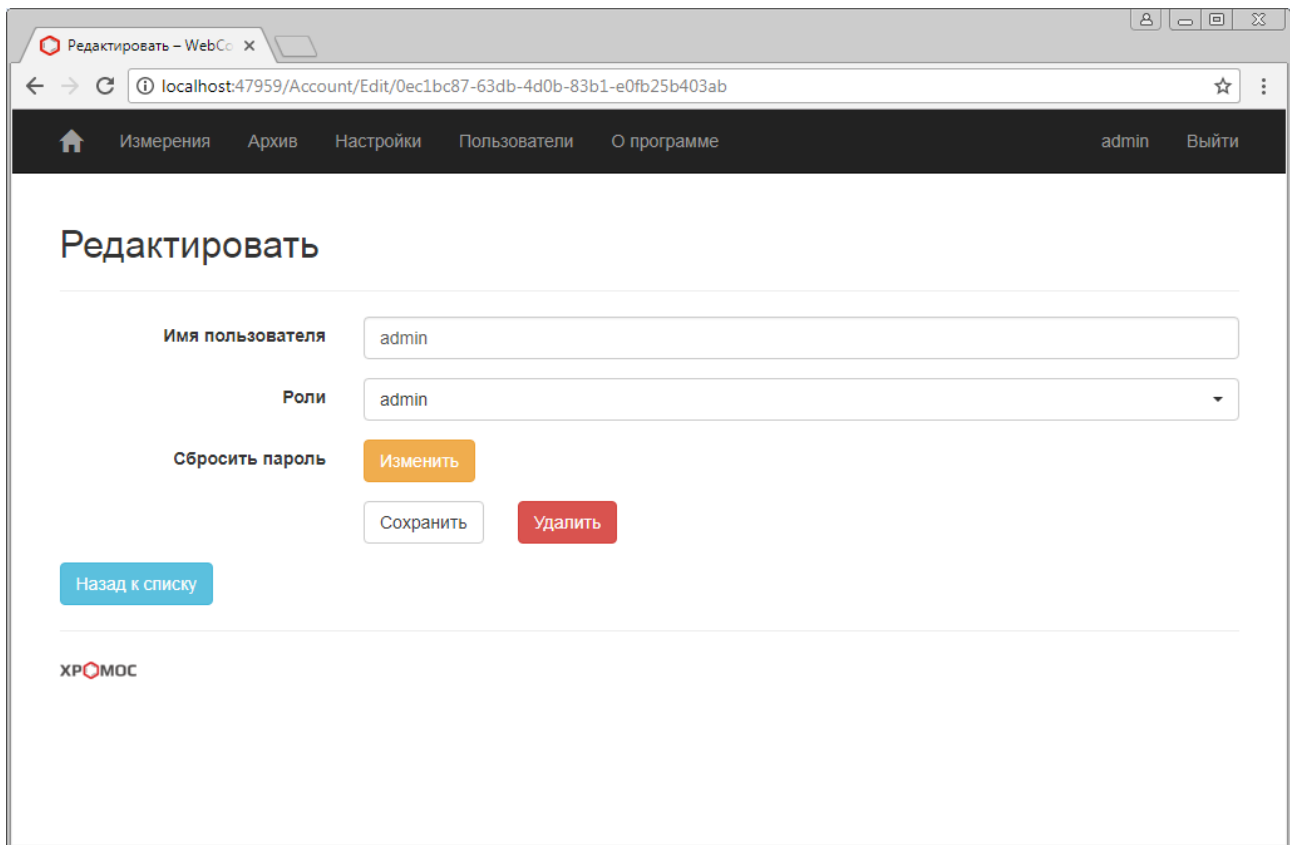 Редактировать – WebCo
localhost:47959/Account/Edit/0ec1bc87-63db-4d0b-83b1-e0fb25b403ab
Измерения Архив Настройки Пользователи О программе admin Выйти
Редактировать
Имя пользователя admin
Роли admin
Сбросить пароль Изменить
Сохранить Удалить
Назад к списку
ХРОМОС